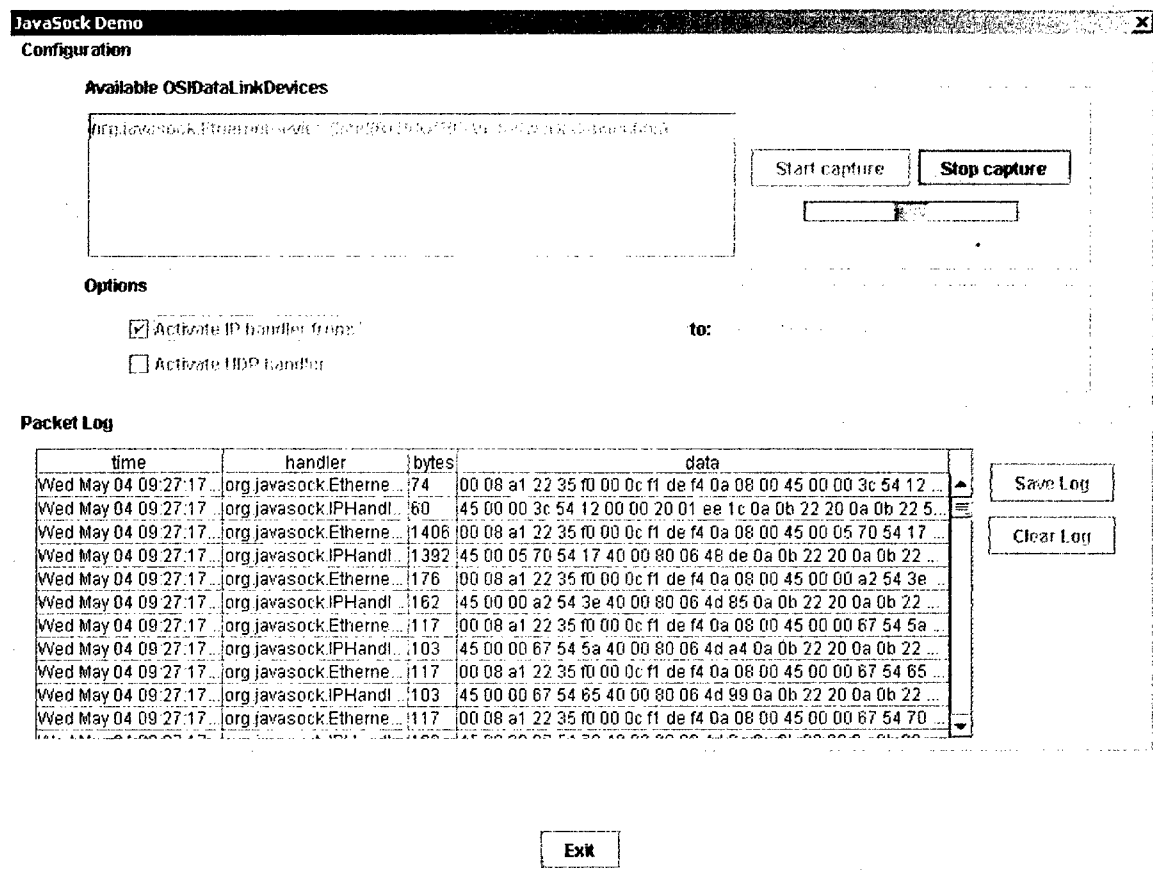 JavaSock Demo
Configuration
Available OSIDataLinkDevices
Start capture Stop capture
Options
Activate IP handler from: to:
Activate UDP handler
Packet Log
time handler bytes data
Wed May 04 09:27:17... org.javasock.Etherne... 74 00 08 a1 22 35 f0 00 0c f1 de f4 0a 08 00 45 00 00 3c 54 12 ...
Wed May 04 09:27:17... org.javasock.IPHandl... 60 45 00 00 3c 54 12 00 00 20 01 ee 1c 0a 0b 22 20 0a 0b 22 5...
Wed May 04 09:27:17... org.javasock.Etherne... 1406 00 08 a1 22 35 f0 00 0c f1 de f4 0a 08 00 45 00 05 70 54 17 ...
Wed May 04 09:27:17... org.javasock.IPHandl... 1392 45 00 05 70 54 17 40 00 80 06 48 de 0a 0b 22 20 0a 0b 22 ...
Wed May 04 09:27:17... org.javasock.Etherne... 176 00 08 a1 22 35 f0 00 0c f1 de f4 0a 08 00 45 00 00 a2 54 3e ...
Wed May 04 09:27:17... org.javasock.IPHandl... 162 45 00 00 a2 54 3e 40 00 80 06 4d 85 0a 0b 22 20 0a 0b 22 ...
Wed May 04 09:27:17... org.javasock.Etherne... 117 00 08 a1 22 35 f0 00 0c f1 de f4 0a 08 00 45 00 00 67 54 5a ...
Wed May 04 09:27:17... org.javasock.IPHandl... 103 45 00 00 67 54 5a 40 00 80 06 4d a4 0a 0b 22 20 0a 0b 22 ...
Wed May 04 09:27:17... org.javasock.Etherne... 117 00 08 a1 22 35 f0 00 0c f1 de f4 0a 08 00 45 00 00 67 54 65 ...
Wed May 04 09:27:17... org.javasock.IPHandl... 103 45 00 00 67 54 65 40 00 80 06 4d 99 0a 0b 22 20 0a 0b 22 ...
Wed May 04 09:27:17... org.javasock.Etherne... 117 00 08 a1 22 35 f0 00 0c f1 de f4 0a 08 00 45 00 00 67 54 70 ...
Save Log
Clear Log
Exit